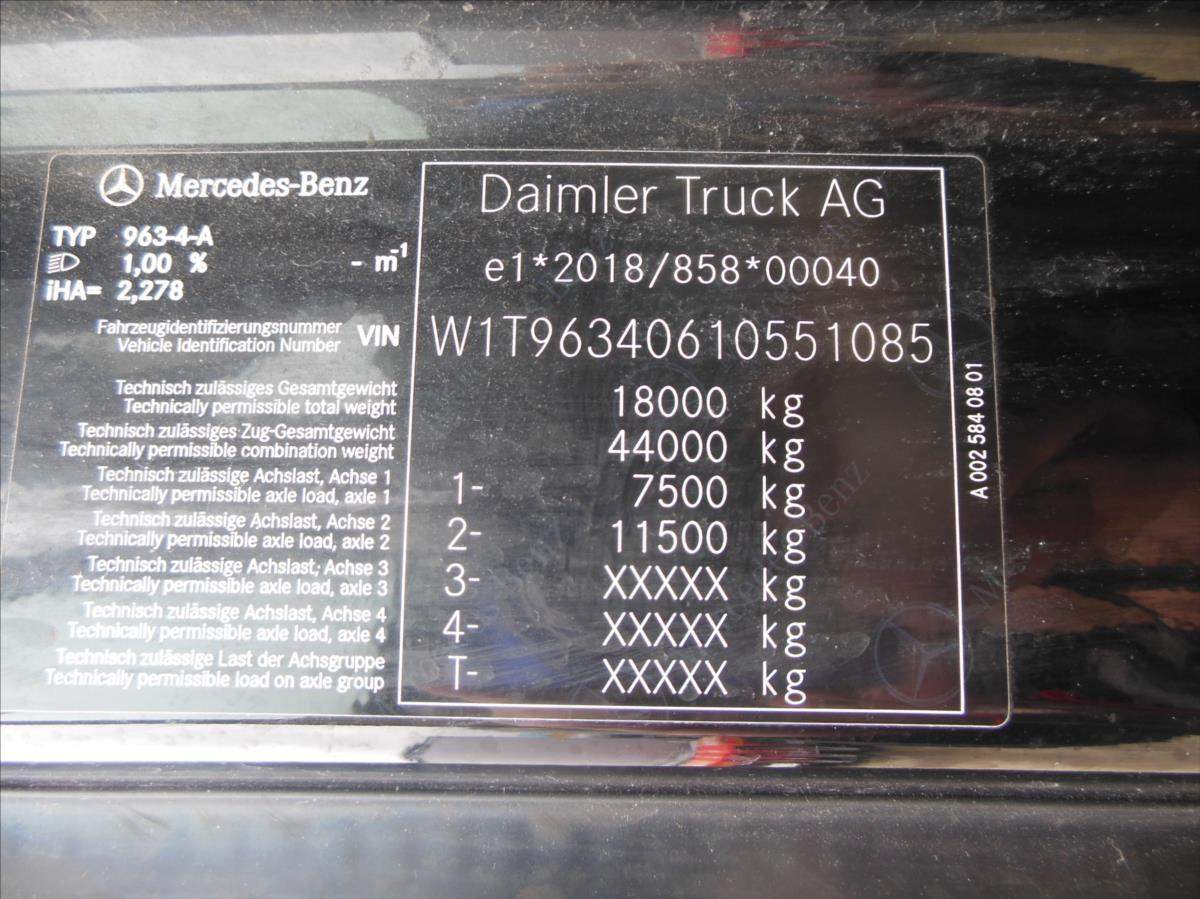 Mercedes-Benz
TYP 963-4-A
1,00 % - m-1
iHA= 2,278
Daimler Truck AG
e1*2018/858*00040
Fahrzeugidentifizierungsnummer
Vehicle Identification Number
VIN
W1T96340610551085
Technisch zulässiges Gesamtgewicht
Technically permissible total weight
18000 kg
Technisch zulässiges Zug-Gesamtgewicht
Technically permissible combination weight
44000 kg
Technisch zulässige Achslast, Achse 1
Technically permissible axle load, axle 1
1- 7500 kg
Technisch zulässige Achslast, Achse 2
Technically permissible axle load, axle 2
2- 11500 kg
Technisch zulässige Achslast, Achse 3
Technically permissible axle load, axle 3
3- XXXXX kg
Technisch zulässige Achslast, Achse 4
Technically permissible axle load, axle 4
4- XXXXX kg
Technisch zulässige Last der Achsgruppe
Technically permissible load on axle group
T- XXXXX kg
A 002 584 08 01